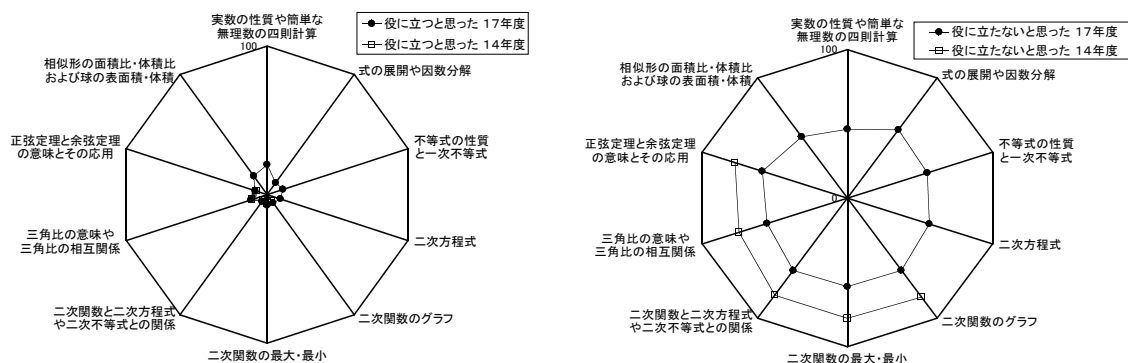 実数の性質や簡単な
無理数の四則計算
100
役に立つと思った 17年度
役に立つと思った 14年度
相似形の面積比・体積比
および球の表面積・体積
式の展開や因数分解
正弦定理と余弦定理
の意味とその応用
不等式の性質
と一次不等式
三角比の意味や
三角比の相互関係
二次方程式
二次関数と二次方程式
や二次不等式との関係
二次関数のグラフ
二次関数の最大・最小
実数の性質や簡単な
無理数の四則計算
100
役に立たないと思った 17年度
役に立たないと思った 14年度
相似形の面積比・体積比
および球の表面積・体積
式の展開や因数分解
正弦定理と余弦定理
の意味とその応用
不等式の性質
と一次不等式
0
三角比の意味や
三角比の相互関係
二次方程式
二次関数と二次方程式
や二次不等式との関係
二次関数のグラフ
二次関数の最大・最小